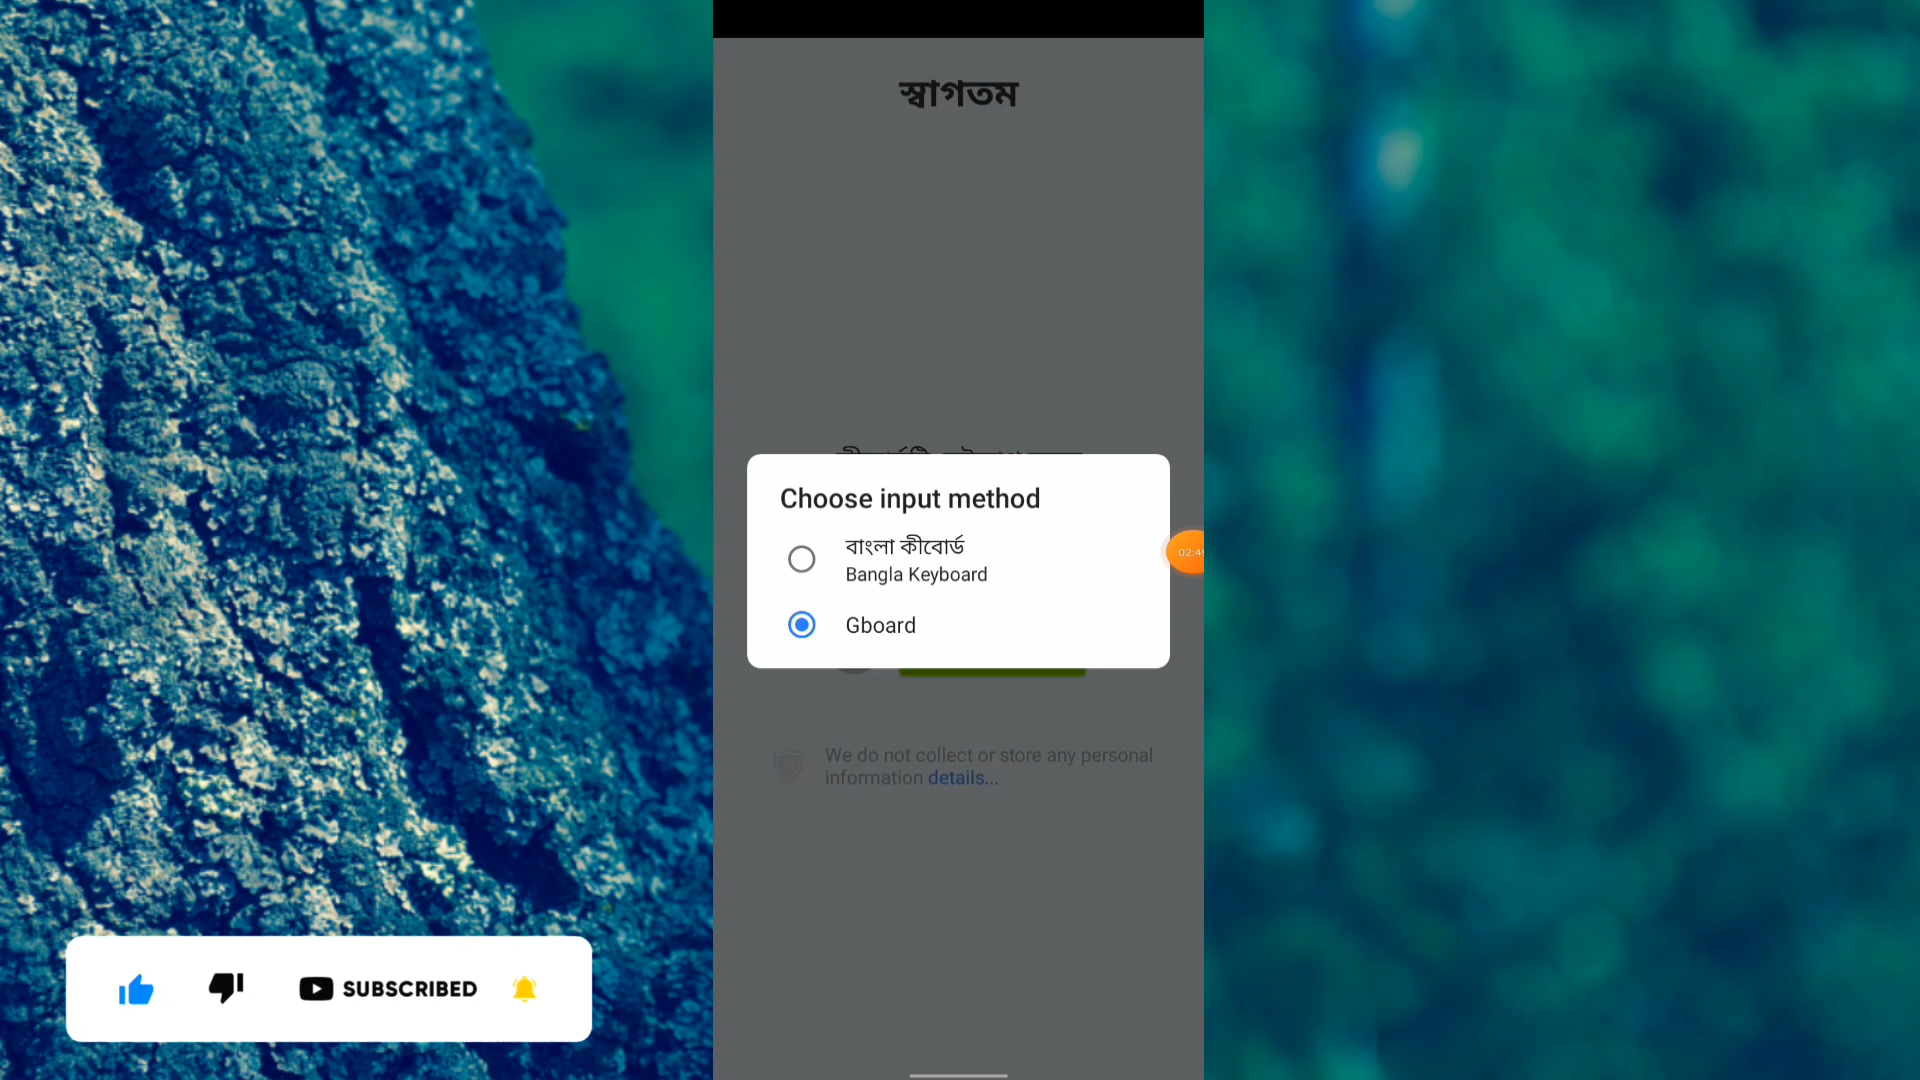 স্বাগতম
Choose input method
বাংলা কীবোর্ড
Bangla Keyboard
Gboard
We do not collect or store any personal
information details...
SUBSCRIBED